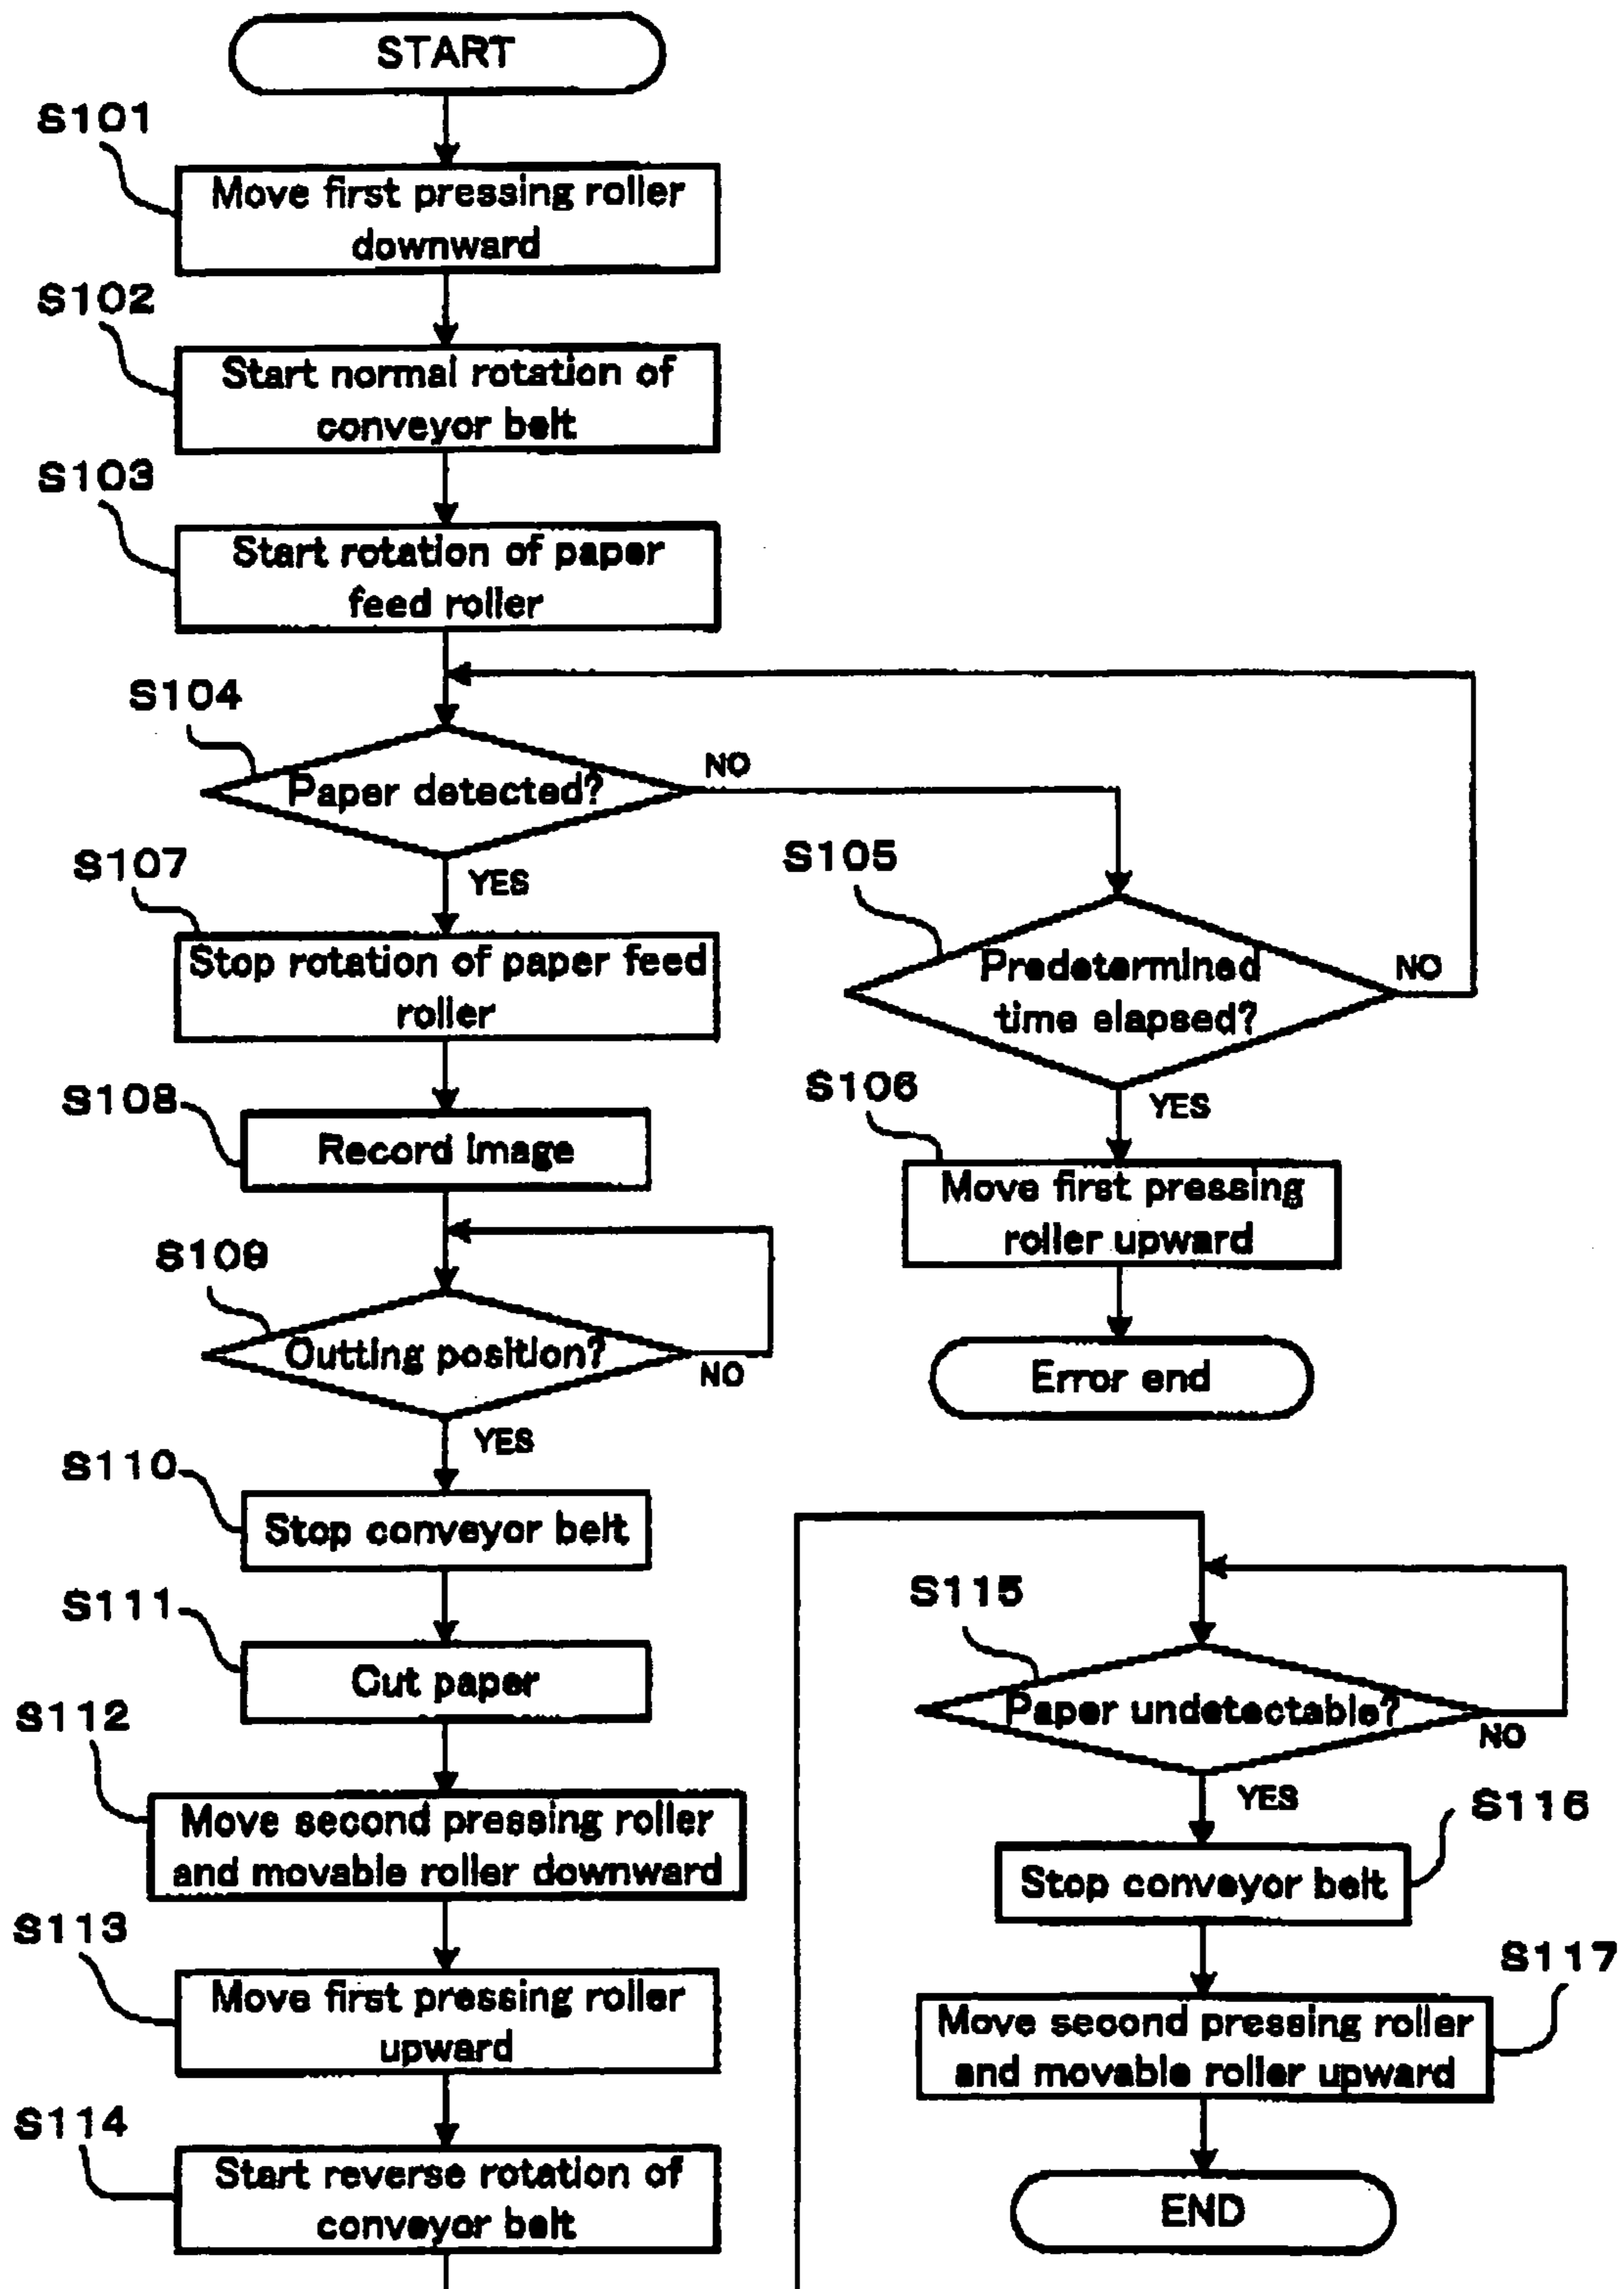 START
S101
Move first pressing roller
downward
S102
Start normal rotation of
conveyor belt
S103
Start rotation of paper
feed roller
S104
Paper detected?
NO
YES
S107
Stop rotation of paper feed
roller
S105
Predetermined
time elapsed?
NO
YES
S106
Move first pressing
roller upward
Error end
S108
Record image
S109
Outting position?
NO
YES
S110
Stop conveyor belt
S111
Cut paper
S112
Move second pressing roller
and movable roller downward
S113
Move first pressing roller
upward
S114
Start reverse rotation of
conveyor belt
S115
Paper undetectable?
NO
YES
S116
Stop conveyor belt
S117
Move second pressing roller
and movable roller upward
END